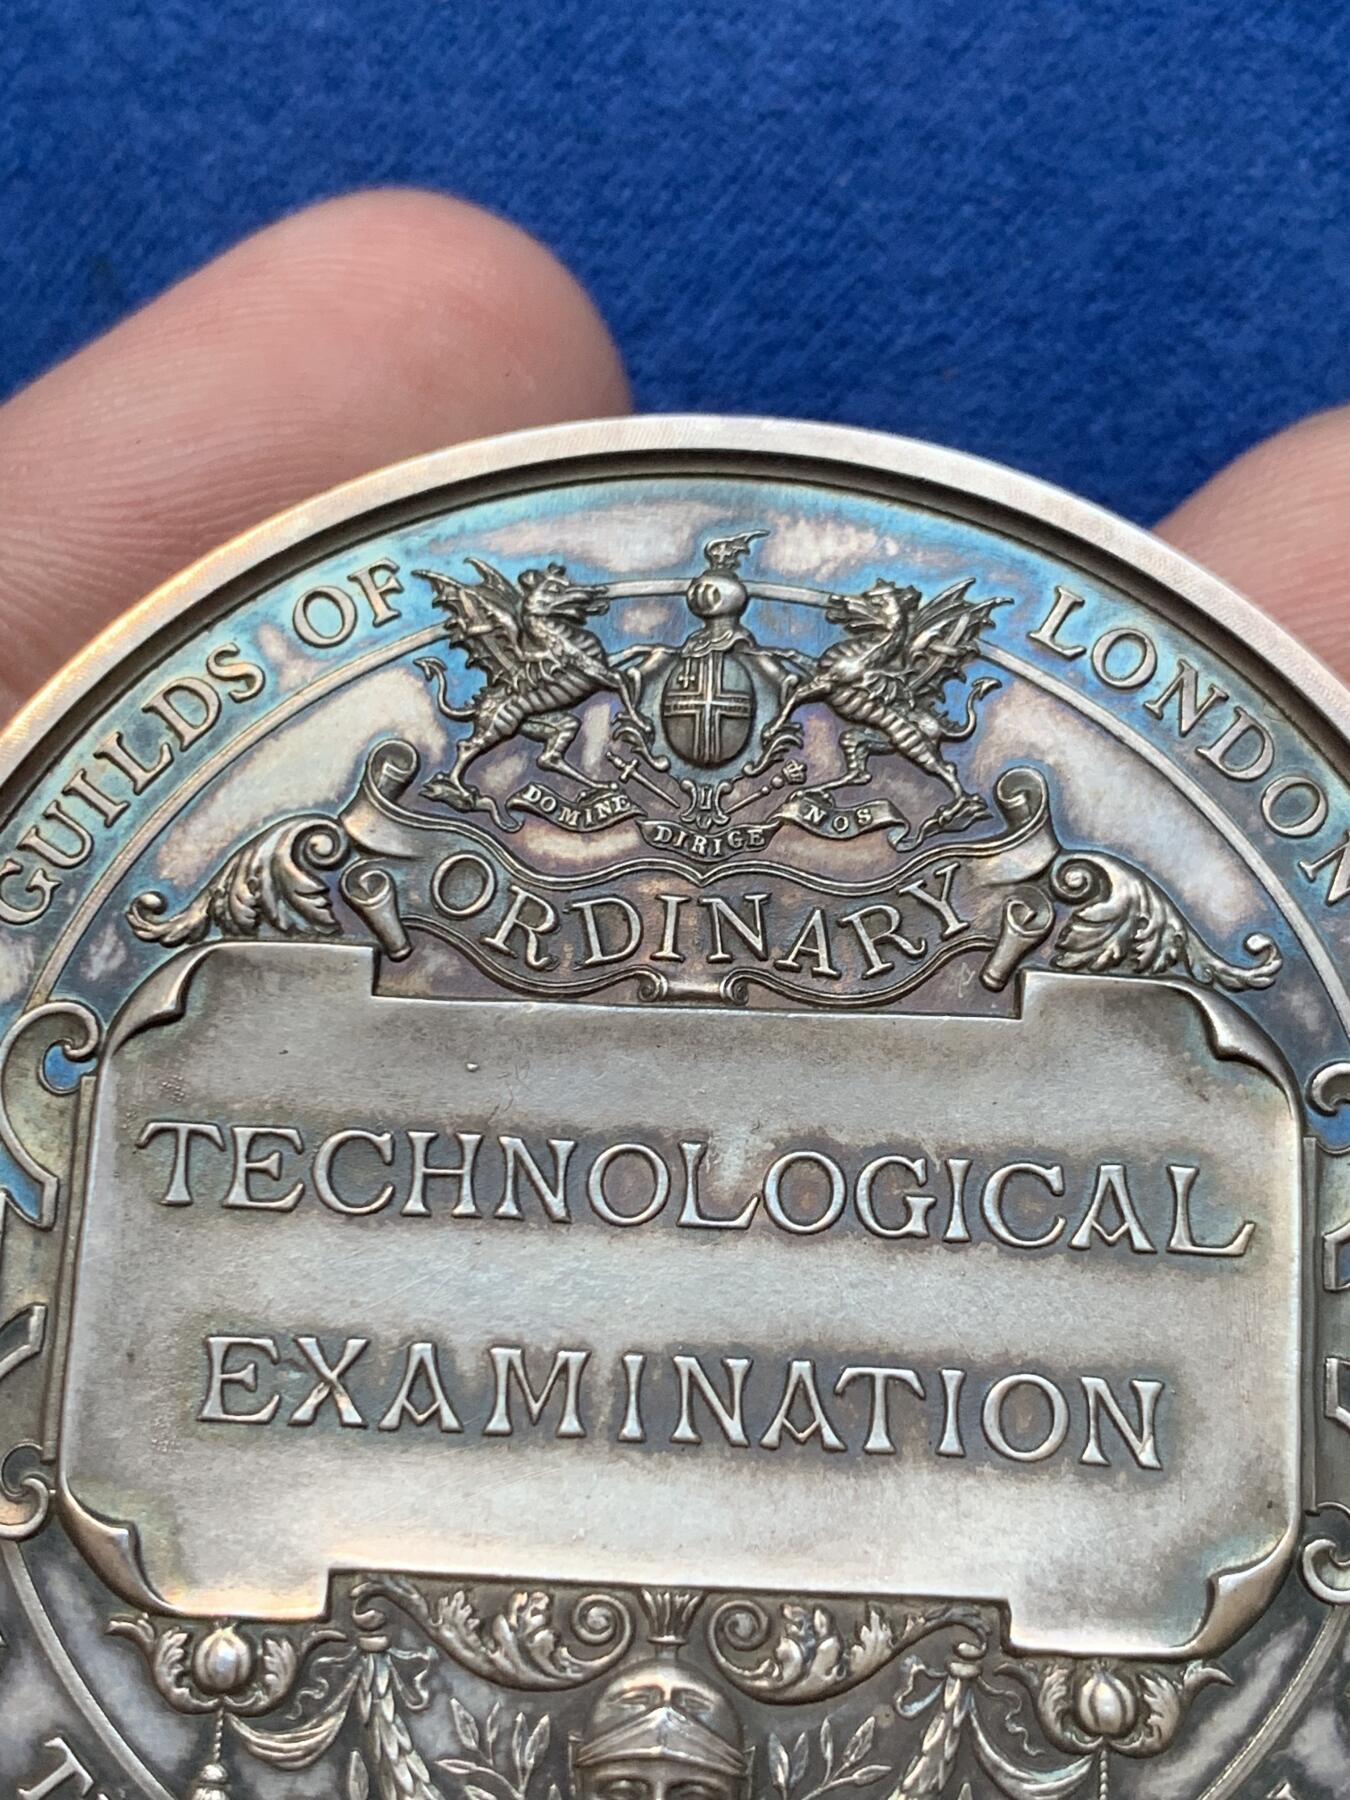 GUILDS OF LONDON
DOMINE DIRIGE NOS
ORDINARY
TECHNOLOGICAL
EXAMINATION